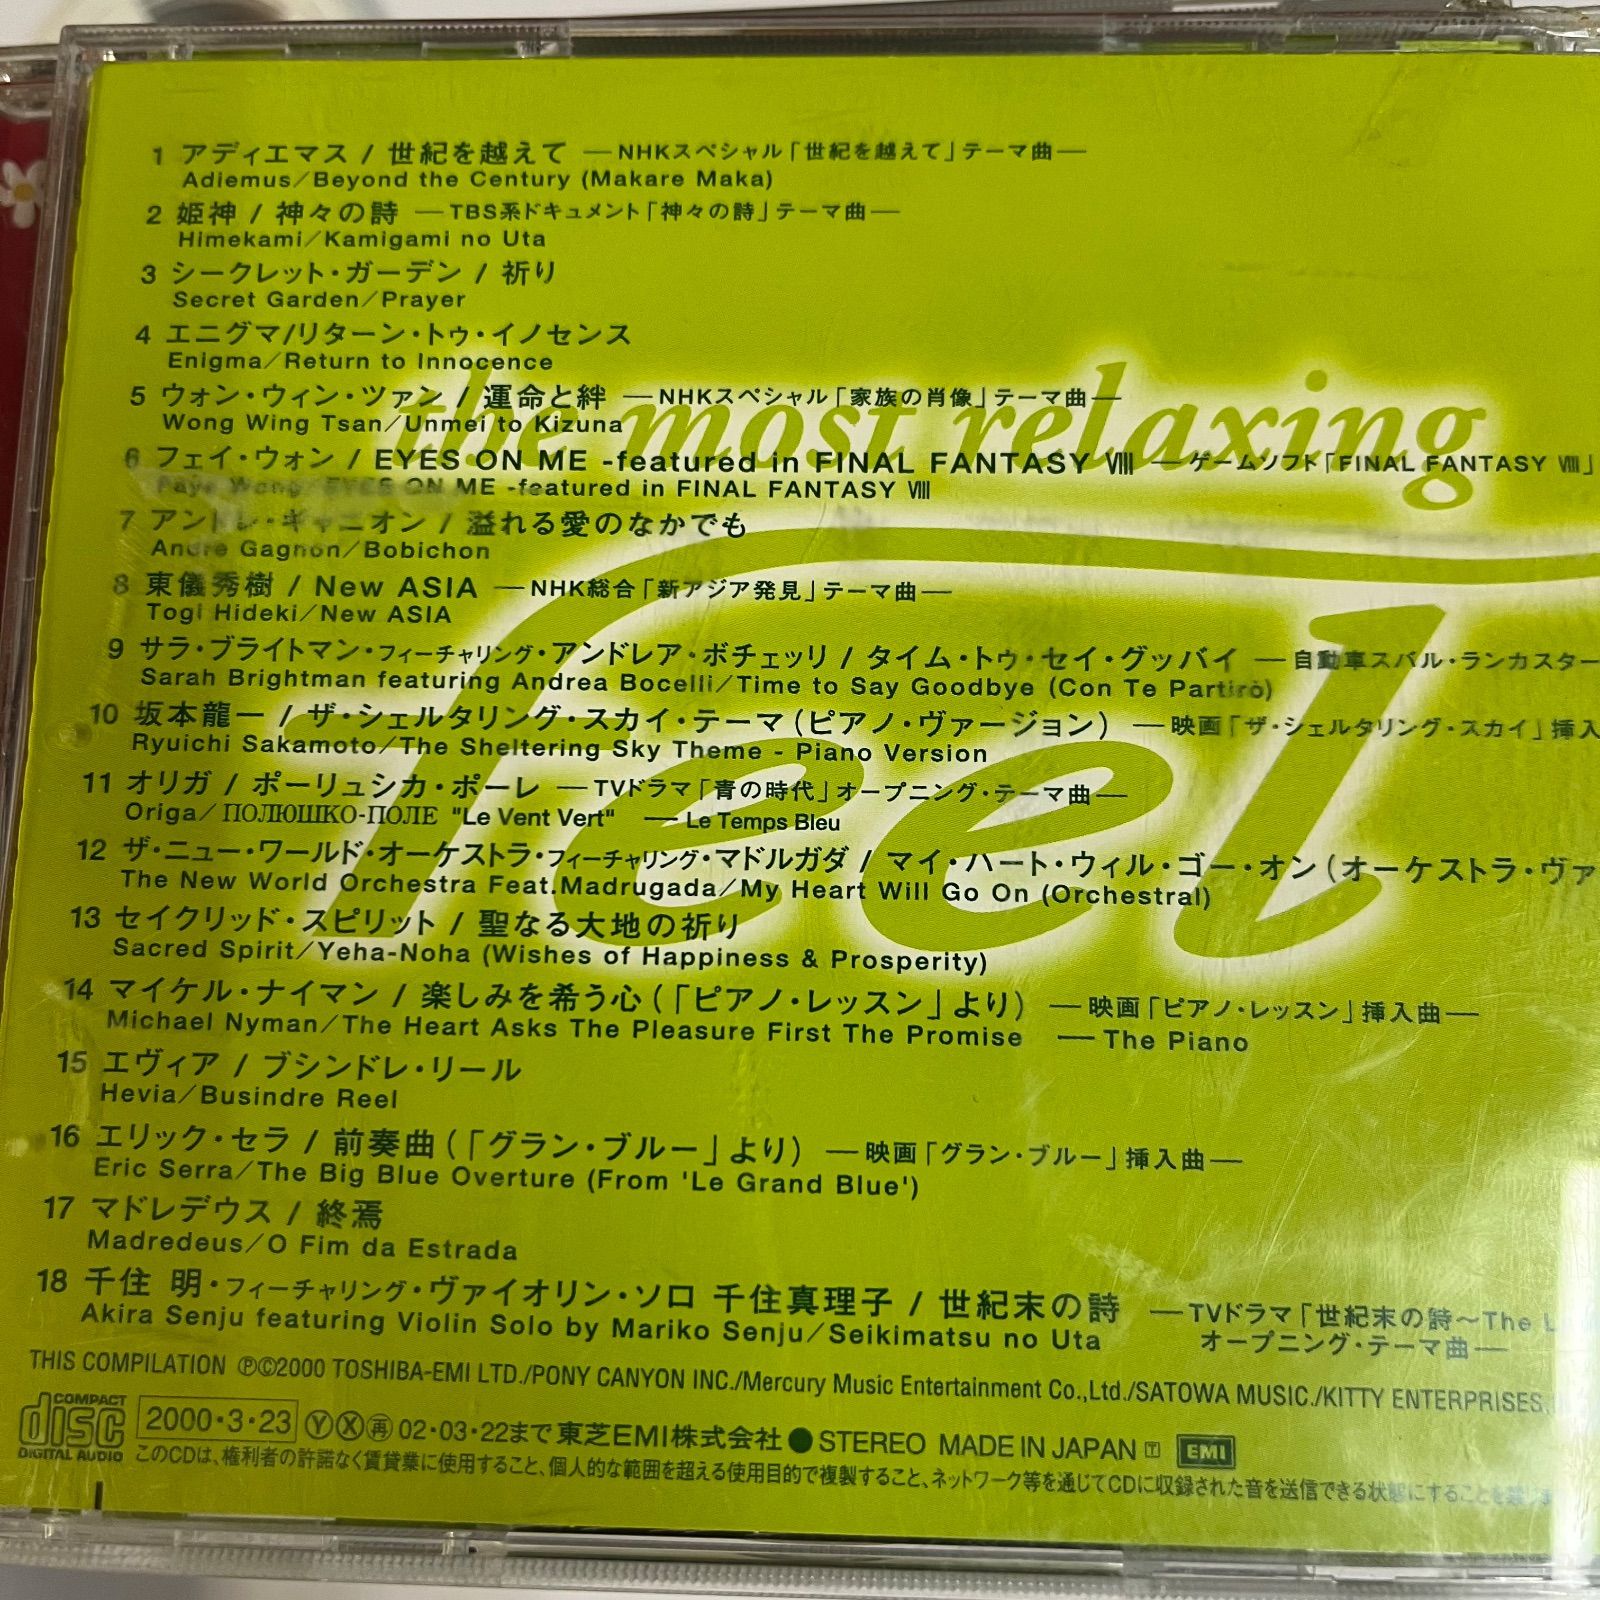 1 アディエマス / 世紀を越えて ―NHKスペシャル「世紀を越えて」テーマ曲―
Adiemus/Beyond the Century (Makare Maka)
2 姫神 / 神々の詩 ―TBS系ドキュメント「神々の詩」テーマ曲―
Himekami/Kamigami no Uta
3 シークレット・ガーデン / 祈り
Secret Garden/Prayer
4 エニグマ/リターン・トゥ・イノセンス
Enigma/Return to Innocence
the most relaxing
5 ウォン・ウィン・ツァン / 運命と絆 ―NHKスペシャル「家族の肖像」テーマ曲―
Wong Wing Tsan/Unmei to Kizuna
6 フェイ・ウォン / EYES ON ME -featured in FINAL FANTASY Ⅷ ―ゲームソフト「FINAL FANTASY Ⅷ」
Faye Wong/EYES ON ME -featured in FINAL FANTASY Ⅷ
7 アンドレ・ギャニオン / 溢れる愛のなかでも
Andre Gagnon/Bobichon
8 東儀秀樹 / New ASIA ―NHK総合「新アジア発見」テーマ曲―
Togi Hideki/New ASIA
feel
9 サラ・ブライトマン・フィーチャリング・アンドレア・ボチェッリ / タイム・トゥ・セイ・グッバイ ―自動車スバル・ランカスター
Sarah Brightman featuring Andrea Bocelli/Time to Say Goodbye (Con Te Partirò)
10 坂本龍一 / ザ・シェルタリング・スカイ・テーマ(ピアノ・ヴァージョン) ―映画「ザ・シェルタリング・スカイ」挿入
Ryuichi Sakamoto/The Sheltering Sky Theme - Piano Version
11 オリガ / ポーリュシカ・ポーレ ―TVドラマ「青の時代」オープニング・テーマ曲―
Origa/ ПОЛЮШКО-ПОЛЕ "Le Vent Vert" ―Le Temps Bleu
12 ザ・ニュー・ワールド・オーケストラ・フィーチャリング・マドルガダ / マイ・ハート・ウィル・ゴー・オン(オーケストラ・ヴァ
The New World Orchestra Feat.Madrugada/My Heart Will Go On (Orchestral)
13 セイクリッド・スピリット / 聖なる大地の祈り
Sacred Spirit/Yeha-Noha (Wishes of Happiness & Prosperity)
14 マイケル・ナイマン / 楽しみを希う心(「ピアノ・レッスン」より) ―映画「ピアノ・レッスン」挿入曲―
Michael Nyman/The Heart Asks The Pleasure First The Promise ―The Piano
15 エヴィア / ブシンドレ・リール
Hevia/Busindre Reel
16 エリック・セラ / 前奏曲(「グラン・ブルー」より) ―映画「グラン・ブルー」挿入曲―
Eric Serra/The Big Blue Overture (From 'Le Grand Blue')
17 マドレデウス / 終焉
Madredeus/O Fim da Estrada
18 千住 明・フィーチャリング・ヴァイオリン・ソロ 千住真理子 / 世紀末の詩 ―TVドラマ「世紀末の詩～The
オープニング・テーマ曲―
Akira Senju featuring Violin Solo by Mariko Senju/Seikimatsu no Uta
THIS COMPILATION ℗©2000 TOSHIBA-EMI LTD./PONY CANYON INC./Mercury Music Entertainment Co.,Ltd./SATOWA MUSIC./KITTY ENTERPRISES,
COMPACT disc DIGITAL AUDIO 2000・3・23 ⓎⓍ再 02・03・22まで 東芝EMI株式会社●STEREO MADE IN JAPAN T EMI
このCDは、権利者の許諾なく賃貸業に使用すること、個人的な範囲を超える使用目的で複製すること、ネットワーク等を通じてCDに収録された音を送信できる状態にすることを禁じま